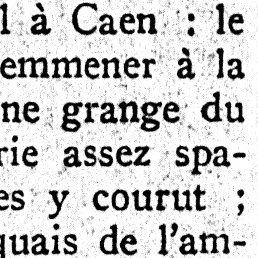 l à Caen : le
emmener à la
ne grange du
rie assez spa-
es y courut ;
quais de l'am-